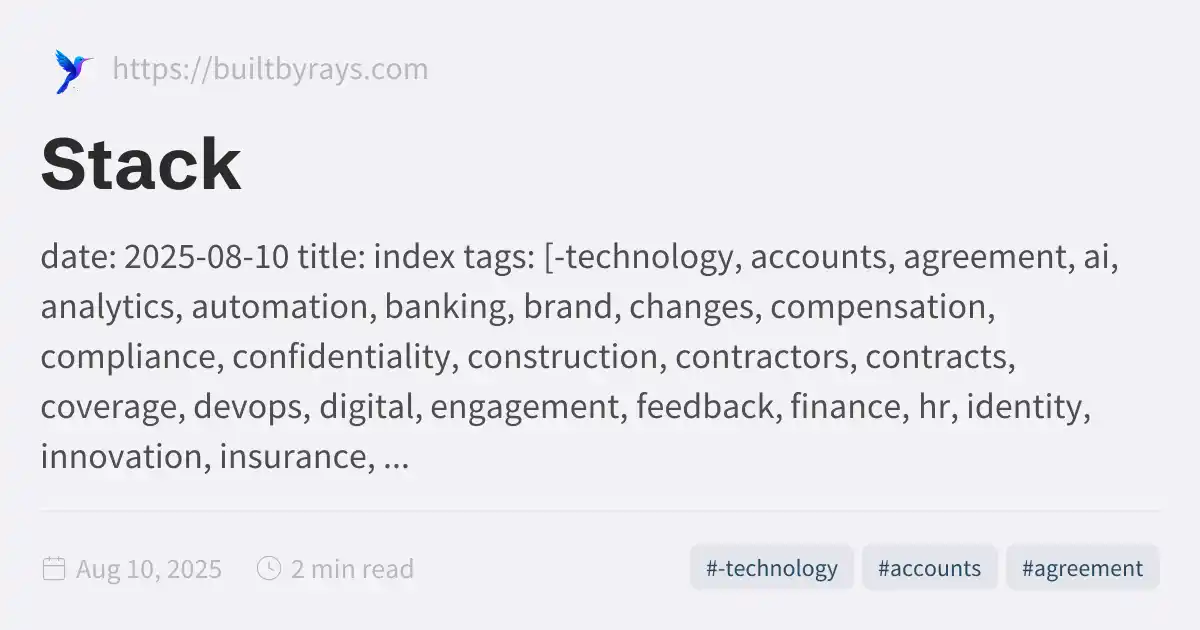 https://builtbyrays.com
Stack
date: 2025-08-10 title: index tags: [-technology, accounts, agreement, ai,
analytics, automation, banking, brand, changes, compensation,
compliance, confidentiality, construction, contractors, contracts,
coverage, devops, digital, engagement, feedback, finance, hr, identity,
innovation, insurance, ...
Aug 10, 2025 2 min read #-technology #accounts #agreement